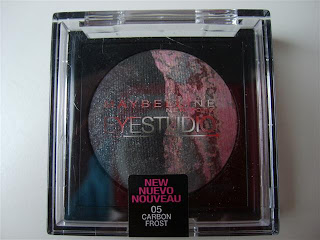 MAYBELLINE
EYESTUDIO
NEW
NUEVO
NOUVEAU
05
CARBON
FROST